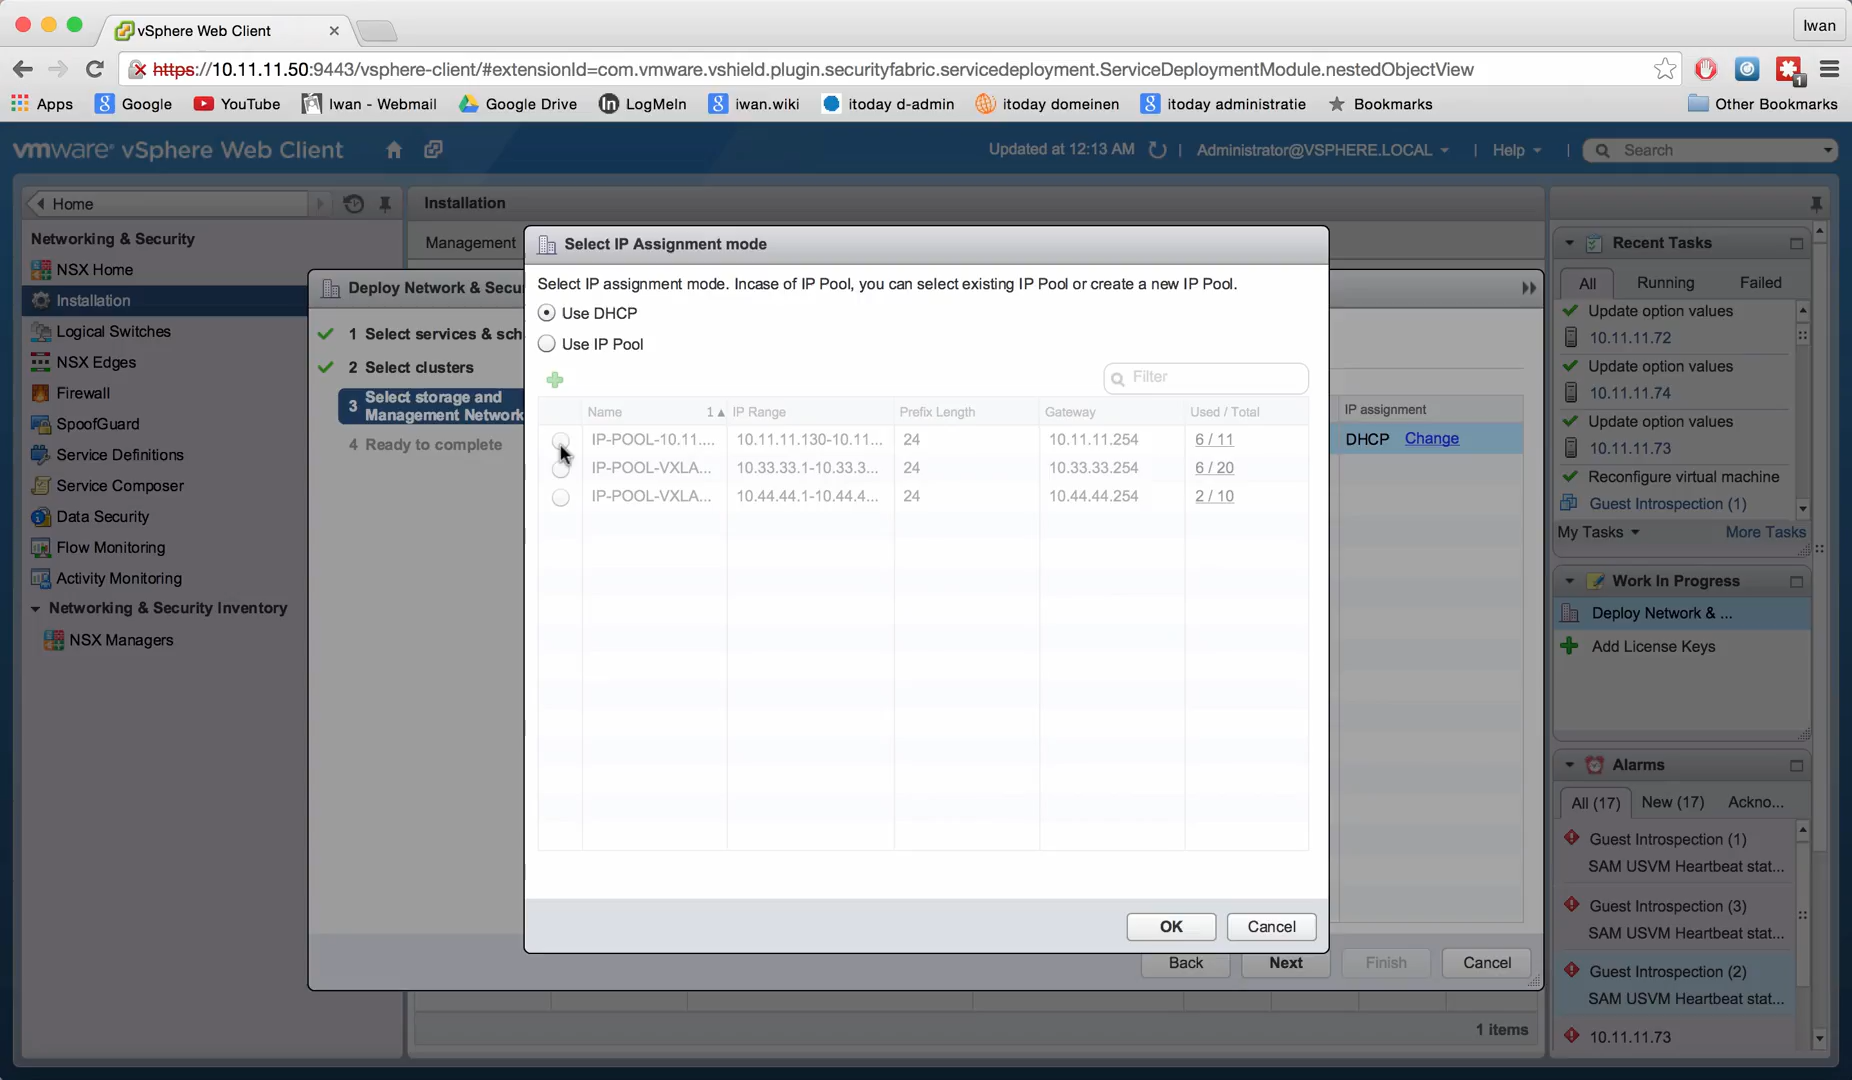 vSphere Web Client
Iwan
https://10.11.11.50:9443/vsphere-client/#extensionId=com.vmware.vshield.plugin.securityfabric.servicedeployment.ServiceDeploymentModule.nestedObjectView
1
Apps Google YouTube Iwan - Webmail Google Drive LogMeIn iwan.wiki itoday d-admin itoday domeinen itoday administratie Bookmarks Other Bookmarks
vmware® vSphere Web Client
Updated at 12:13 AM | Administrator@VSPHERE.LOCAL | Help | Search
Home
Networking & Security
NSX Home
Installation
Logical Switches
NSX Edges
Firewall
SpoofGuard
Service Definitions
Service Composer
Data Security
Flow Monitoring
Activity Monitoring
Networking & Security Inventory
NSX Managers
Installation
Management
Deploy Network & Secu
1 Select services & sch
2 Select clusters
3 Select storage and
Management Network
4 Ready to complete
Select IP Assignment mode
Select IP assignment mode. Incase of IP Pool, you can select existing IP Pool or create a new IP Pool.
Use DHCP
Use IP Pool
Filter
Name 1 ▲ IP Range Prefix Length Gateway Used / Total
IP-POOL-10.11.... 10.11.11.130-10.11... 24 10.11.11.254 6 / 11
IP-POOL-VXLA... 10.33.33.1-10.33.3... 24 10.33.33.254 6 / 20
IP-POOL-VXLA... 10.44.44.1-10.44.4... 24 10.44.44.254 2 / 10
OK Cancel
IP assignment
DHCP Change
Back Next Finish Cancel
1 items
Recent Tasks
All Running Failed
Update option values
10.11.11.72
Update option values
10.11.11.74
Update option values
10.11.11.73
Reconfigure virtual machine
Guest Introspection (1)
My Tasks More Tasks
Work In Progress
Deploy Network & ...
Add License Keys
Alarms
All (17) New (17) Ackno...
Guest Introspection (1)
SAM USVM Heartbeat stat...
Guest Introspection (3)
SAM USVM Heartbeat stat...
Guest Introspection (2)
SAM USVM Heartbeat stat...
10.11.11.73